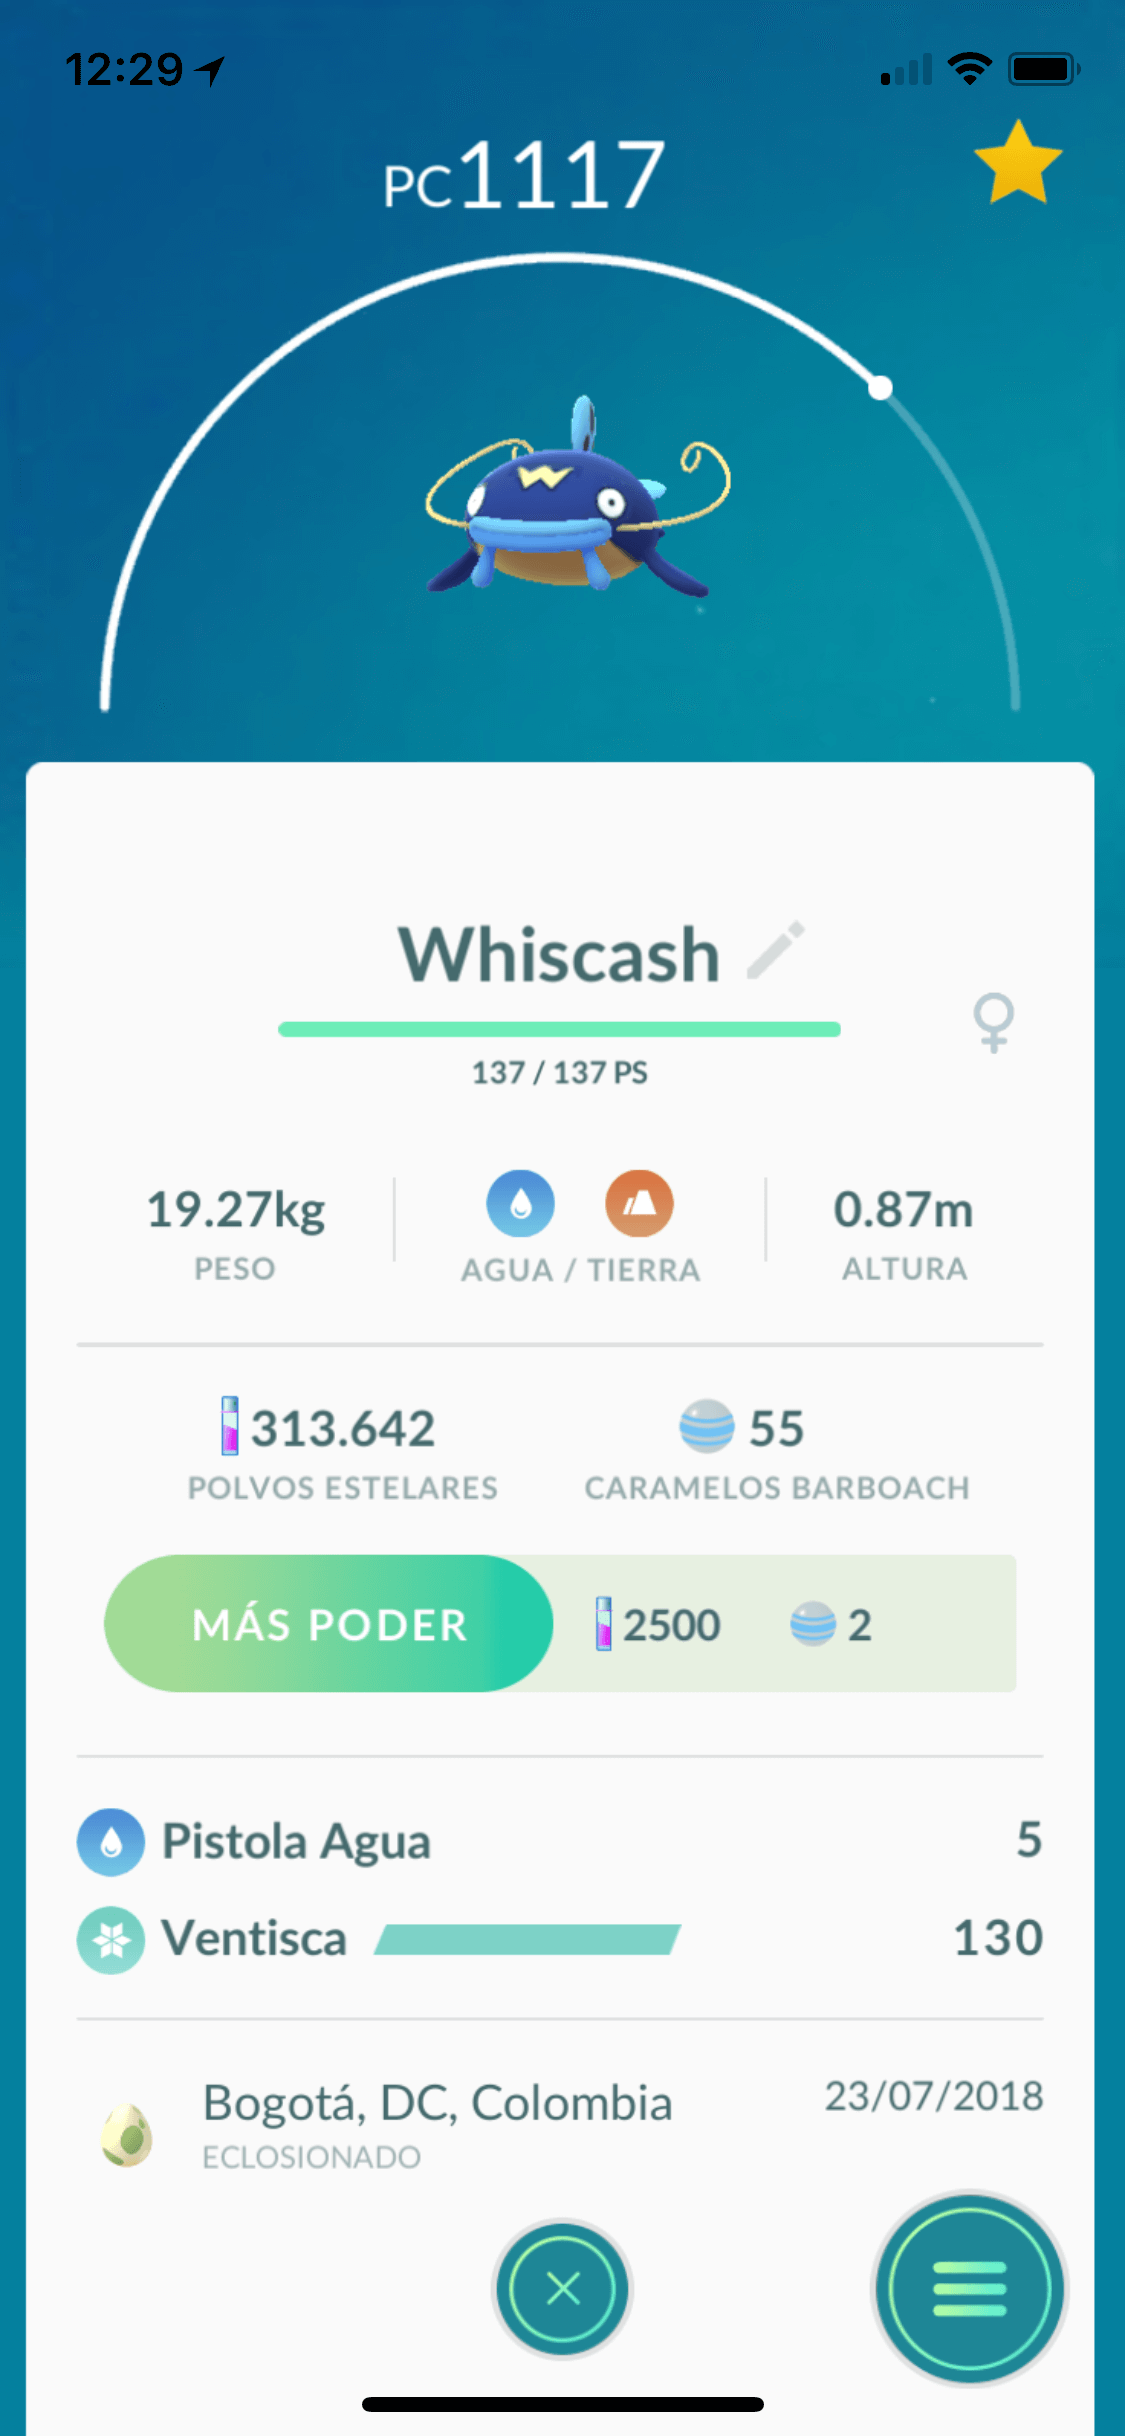 12:29
PC1117
Whiscash
137 / 137 PS
19.27kg
PESO
AGUA / TIERRA
0.87m
ALTURA
313.642
POLVOS ESTELARES
55
CARAMELOS BARBOACH
MÁS PODER 2500 2
Pistola Agua 5
Ventisca 130
Bogotá, DC, Colombia 23/07/2018
ECLOSIONADO